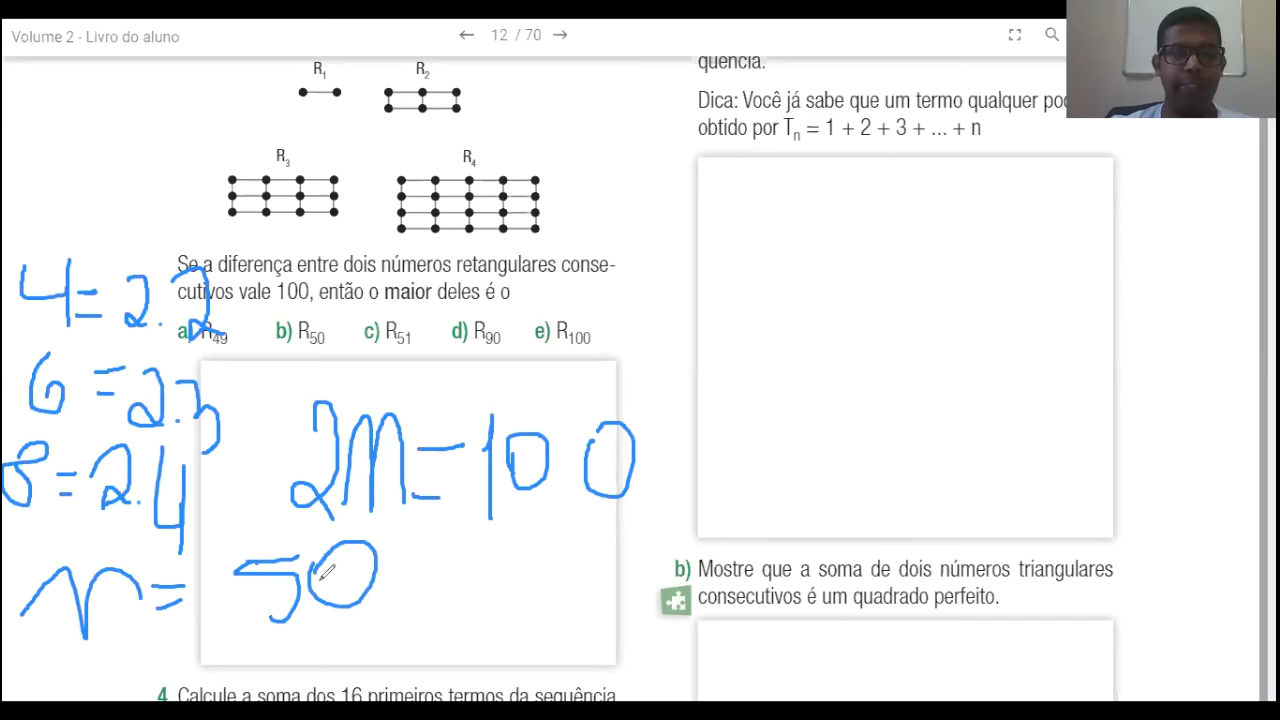 Volume 2 - Livro do aluno
12 / 70
R1 R2
R3 R4
Se a diferença entre dois números retangulares conse-
cutivos vale 100, então o maior deles é o
a) R49 b) R50 c) R51 d) R90 e) R100
4=2.2
6=2.3
8=2.4
2n=100
n=50
4 Calcule a soma dos 16 primeiros termos da sequência
quência.
Dica: Você já sabe que um termo qualquer
obtido por Tn = 1 + 2 + 3 + ... + n
b) Mostre que a soma de dois números triangulares
consecutivos é um quadrado perfeito.